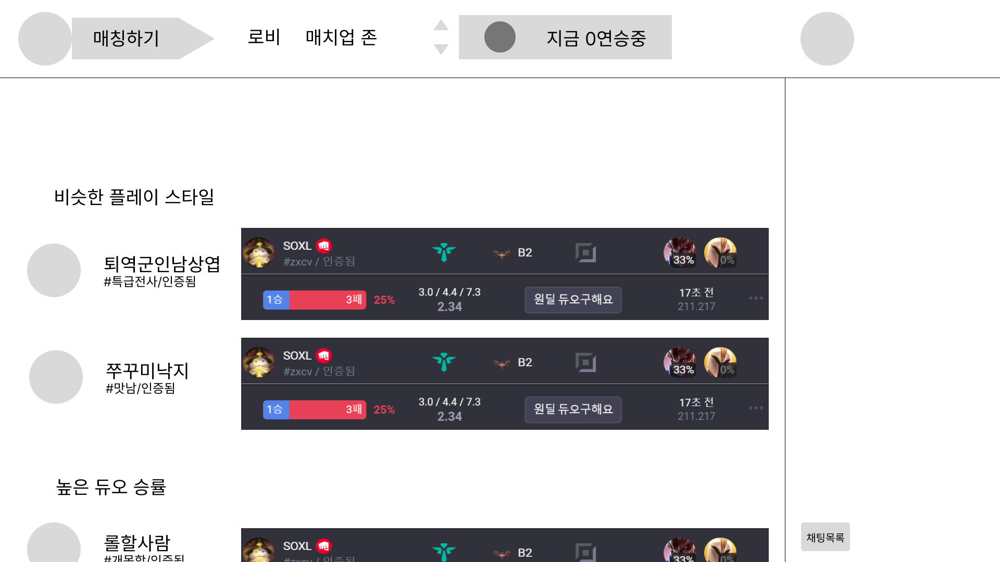 매칭하기
로비
매치업 존
지금 0연승중
비슷한 플레이 스타일
퇴역군인남상엽
#특급전사/인증됨
SOXL
#zxcv / 인증됨
B2
33%
0%
1승
3패
25%
3.0 / 4.4 / 7.3
2.34
원딜 듀오구해요
17초 전
211.217
쭈꾸미낙지
#맛남/인증됨
SOXL
#zxcv / 인증됨
B2
33%
0%
1승
3패
25%
3.0 / 4.4 / 7.3
2.34
원딜 듀오구해요
17초 전
211.217
높은 듀오 승률
롤할사람
#개못함/인증됨
SOXL
#zxcv / 인증됨
B2
33%
0%
채팅목록